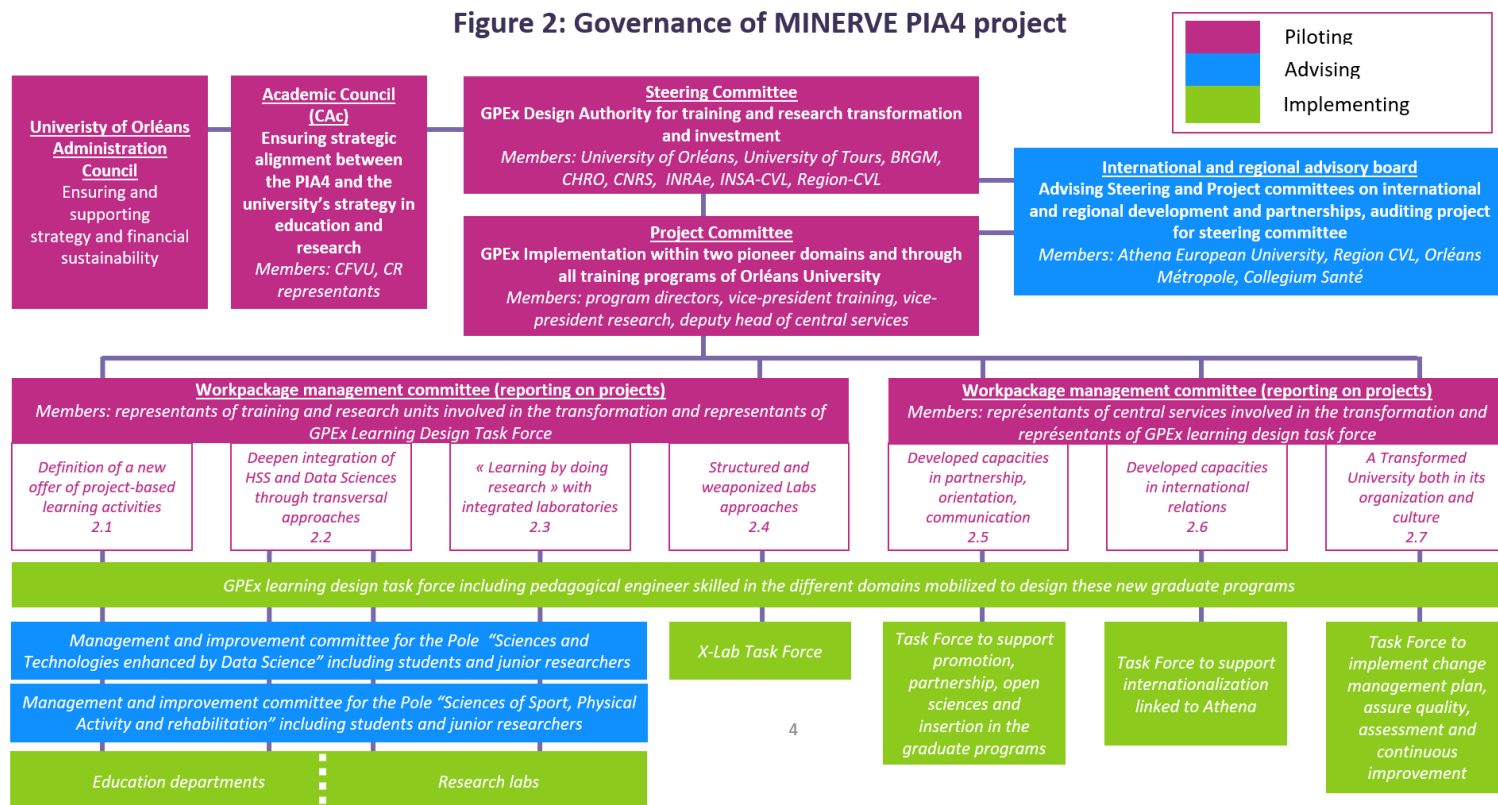 Figure 2: Governance of MINERVE PIA4 project
Piloting
Advising
Implementing
Univeristy of Orléans
Administration
Council
Ensuring and
supporting
strategy and financial
sustainability
Academic Council
(CAc)
Ensuring strategic
alignment between
the PIA4 and the
university's strategy in
education and
research
Members: CFVU, CR
representants
Steering Committee
GPEx Design Authority for training and research transformation
and investment
Members: University of Orléans, University of Tours, BRGM,
CHRO, CNRS, INRAe, INSA-CVL, Region-CVL
Project Committee
GPEx Implementation within two pioneer domains and through
all training programs of Orléans University
Members: program directors, vice-president training, vice-
president research, deputy head of central services
International and regional advisory board
Advising Steering and Project committees on international
and regional development and partnerships, auditing project
for steering committee
Members: Athena European University, Region CVL, Orléans
Métropole, Collegium Santé
Workpackage management committee (reporting on projects)
Members: representants of training and research units involved in the transformation and representants of
GPEx Learning Design Task Force
Workpackage management committee (reporting on projects)
Members: représentants of central services involved in the transformation and
représentants of GPEx learning design task force
Definition of a new
offer of project-based
learning activities
2.1
Deepen integration of
HSS and Data Sciences
through transversal
approaches
2.2
« Learning by doing
research » with
integrated laboratories
2.3
Structured and
weaponized Labs
approaches
2.4
Developed capacities
in partnership,
orientation,
communication
2.5
Developed capacities
in international
relations
2.6
A Transformed
University both in its
organization and
culture
2.7
GPEx learning design task force including pedagogical engineer skilled in the different domains mobilized to design these new graduate programs
Management and improvement committee for the Pole "Sciences and
Technologies enhanced by Data Science" including students and junior researchers
Management and improvement committee for the Pole "Sciences of Sport, Physical
Activity and rehabilitation" including students and junior researchers
Education departments
Research labs
X-Lab Task Force
4
Task Force to support
promotion,
partnership, open
sciences and
insertion in the
graduate programs
Task Force to support
internationalization
linked to Athena
Task Force to
implement change
management plan,
assure quality,
assessment and
continuous
improvement